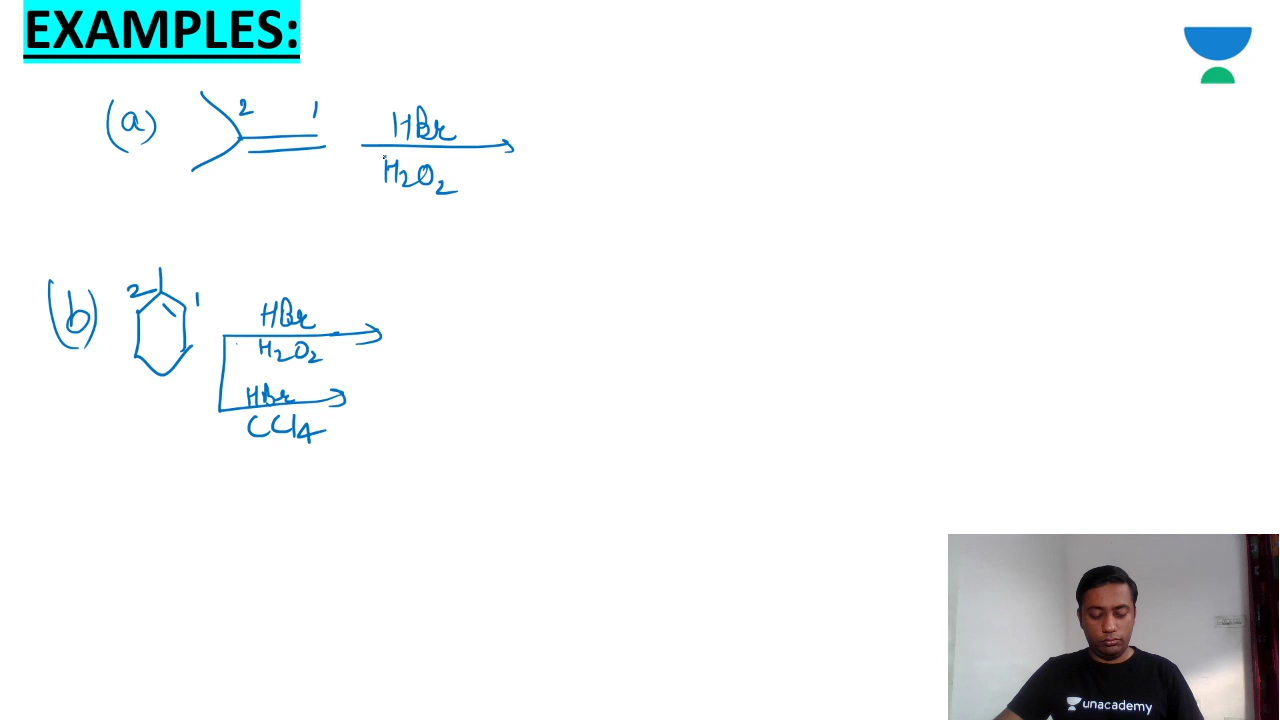 EXAMPLES:
(a) 2 1 HBr
H2O2
(b) 2 1 HBr
H2O2
HBr
CCl4
unacademy